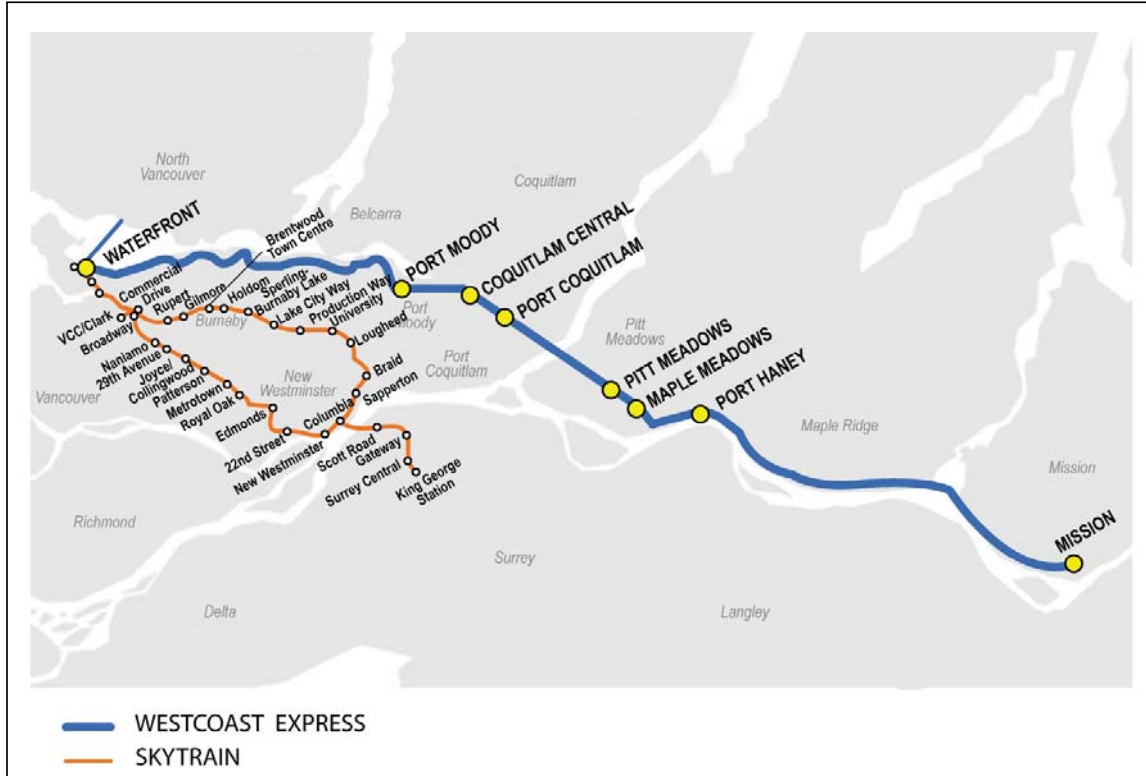 North
Vancouver
Coquitlam
Belcarra
WATERFRONT
Brentwood
Town Centre
PORT MOODY
COQUITLAM CENTRAL
PORT COQUITLAM
Commercial
Drive
VCC/Clark
Broadway
Rupert
Gilmore
Holdom
Sperling-
Burnaby Lake
Lake City Way
Production Way
University
Lougheed
Burnaby
Port
Moody
Pitt
Meadows
PITT MEADOWS
MAPLE MEADOWS
PORT HANEY
Naniamo
29th Avenue
Joyce/
Collingwood
Patterson
Metrotown
Royal Oak
Edmonds
22nd Street
New Westminster
Columbia
Sapperton
Braid
New
Westminster
Port
Coquitlam
Vancouver
Scott Road
Gateway
Surrey Central
King George
Station
Maple Ridge
Mission
MISSION
Richmond
Surrey
Delta
Langley
WESTCOAST EXPRESS
SKYTRAIN